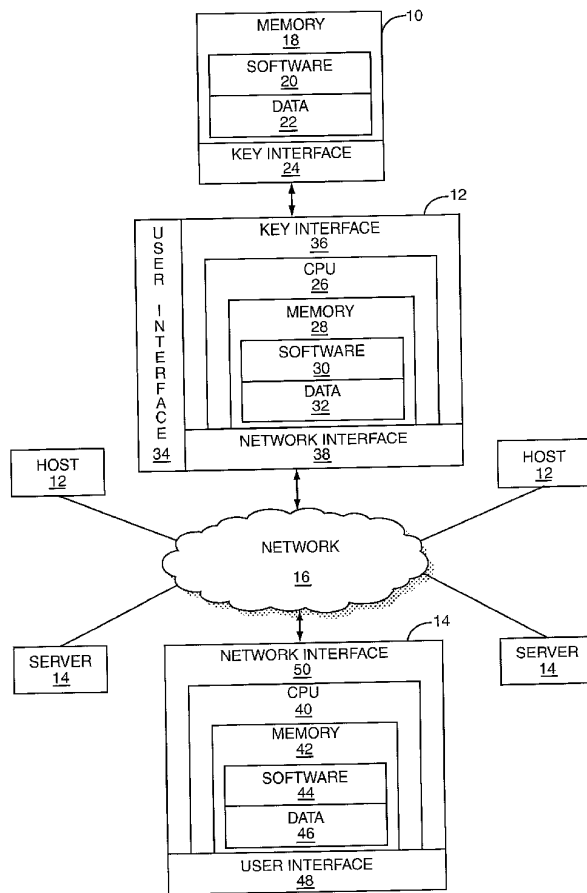 10
MEMORY
18
SOFTWARE
20
DATA
22
KEY INTERFACE
24
12
USER INTERFACE
34
KEY INTERFACE
36
CPU
26
MEMORY
28
SOFTWARE
30
DATA
32
NETWORK INTERFACE
38
HOST
12
HOST
12
NETWORK
16
SERVER
14
SERVER
14
14
NETWORK INTERFACE
50
CPU
40
MEMORY
42
SOFTWARE
44
DATA
46
USER INTERFACE
48